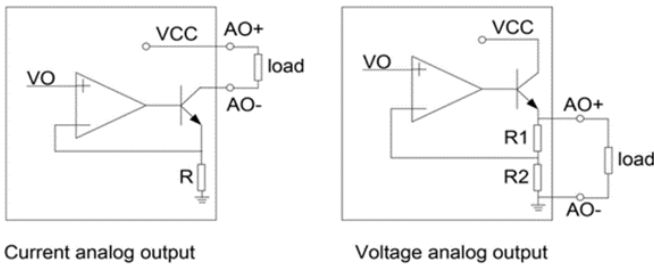 VCC
AO+
load
VO
AO-
R
Current analog output
VCC
VO
AO+
R1
load
R2
AO-
Voltage analog output